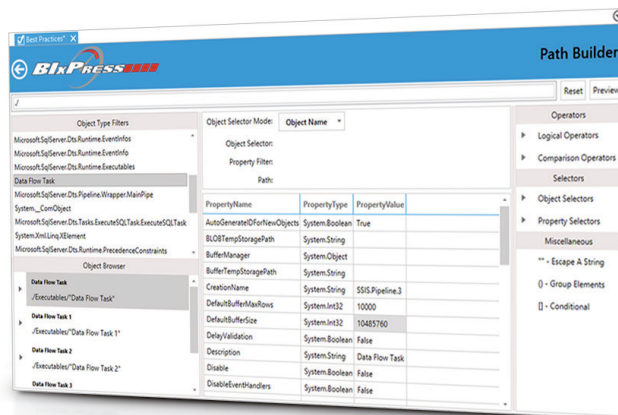 Best Practices* X
BIxPRESS
Path Builder
./
Reset Preview
Object Type Filters
Microsoft.SqlServer.Dts.Runtime.EventInfos
Microsoft.SqlServer.Dts.Runtime.EventInfo
Microsoft.SqlServer.Dts.Runtime.Executables
Data Flow Task
Microsoft.SqlServer.Dts.Pipeline.Wrapper.MainPipe
System.__ComObject
Microsoft.SqlServer.Dts.Tasks.ExecuteSQLTask.ExecuteSQLTask
System.Xml.Linq.XElement
Microsoft.SqlServer.Dts.Runtime.PrecedenceConstraints
Object Browser
Data Flow Task
./Executables/"Data Flow Task"
Data Flow Task 1
./Executables/"Data Flow Task 1"
Data Flow Task 2
./Executables/"Data Flow Task 2"
Data Flow Task 3
Object Selector Mode: Object Name
Object Selector:
Property Filter:
Path:
PropertyName PropertyType PropertyValue
AutoGenerateIDForNewObjects System.Boolean True
BLOBTempStoragePath System.String
BufferManager System.Object
BufferTempStoragePath System.String
CreationName System.String SSIS.Pipeline.3
DefaultBufferMaxRows System.Int32 10000
DefaultBufferSize System.Int32 10485760
DelayValidation System.Boolean False
Description System.String Data Flow Task
Disable System.Boolean False
DisableEventHandlers System.Boolean False
Operators
Logical Operators
Comparison Operators
Selectors
Object Selectors
Property Selectors
Miscellaneous
"" - Escape A String
() - Group Elements
[] - Conditional